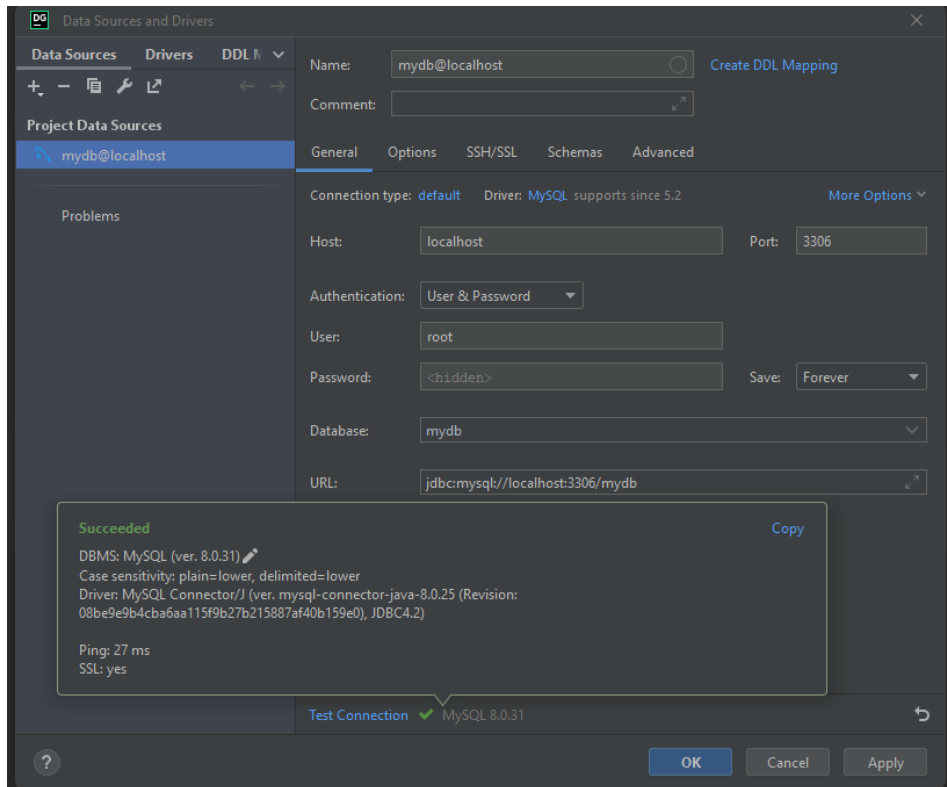 DG Data Sources and Drivers
Data Sources Drivers DDL M
Project Data Sources
mydb@localhost
Problems
Name: mydb@localhost Create DDL Mapping
Comment:
General Options SSH/SSL Schemas Advanced
Connection type: default Driver: MySQL supports since 5.2 More Options
Host: localhost Port: 3306
Authentication: User & Password
User: root
Password: <hidden> Save: Forever
Database: mydb
URL: jdbc:mysql://localhost:3306/mydb
Succeeded Copy
DBMS: MySQL (ver. 8.0.31)
Case sensitivity: plain=lower, delimited=lower
Driver: MySQL Connector/J (ver. mysql-connector-java-8.0.25 (Revision:
08be9e9b4cba6aa115f9b27b215887af40b159e0), JDBC4.2)
Ping: 27 ms
SSL: yes
Test Connection MySQL 8.0.31
? OK Cancel Apply